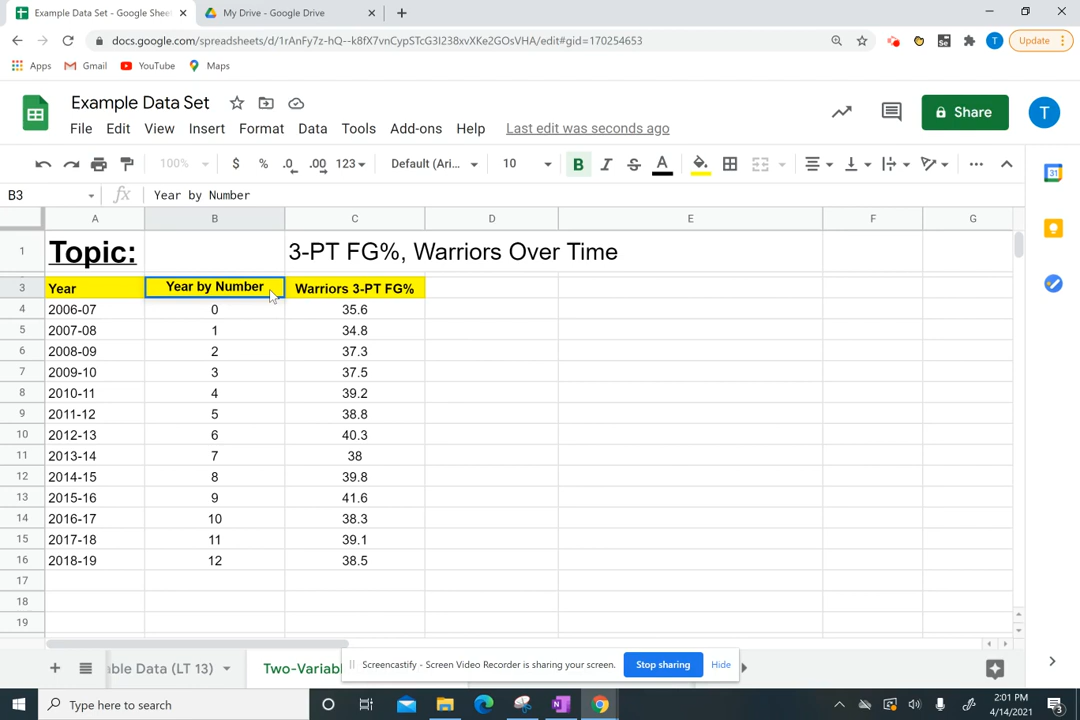 Example Data Set - Google Shee
My Drive - Google Drive
docs.google.com/spreadsheets/d/1rAnFy7z-hQ--k8fX7vnCypSTcG3I238xvXKe2GOsVHA/edit#gid=170254653
Update
Apps Gmail YouTube Maps
Example Data Set
File Edit View Insert Format Data Tools Add-ons Help Last edit was seconds ago
Share
T
100% $ % .0 .00 123 Default (Ari... 10 B I S A
B3 fx Year by Number
A B C D E F G
1 Topic: 3-PT FG%, Warriors Over Time
3 Year Year by Number Warriors 3-PT FG%
4 2006-07 0 35.6
5 2007-08 1 34.8
6 2008-09 2 37.3
7 2009-10 3 37.5
8 2010-11 4 39.2
9 2011-12 5 38.8
10 2012-13 6 40.3
11 2013-14 7 38
12 2014-15 8 39.8
13 2015-16 9 41.6
14 2016-17 10 38.3
15 2017-18 11 39.1
16 2018-19 12 38.5
17
18
19
ble Data (LT 13) Two-Variabl
Screencastify - Screen Video Recorder is sharing your screen. Stop sharing Hide
Type here to search
2:01 PM
4/14/2021